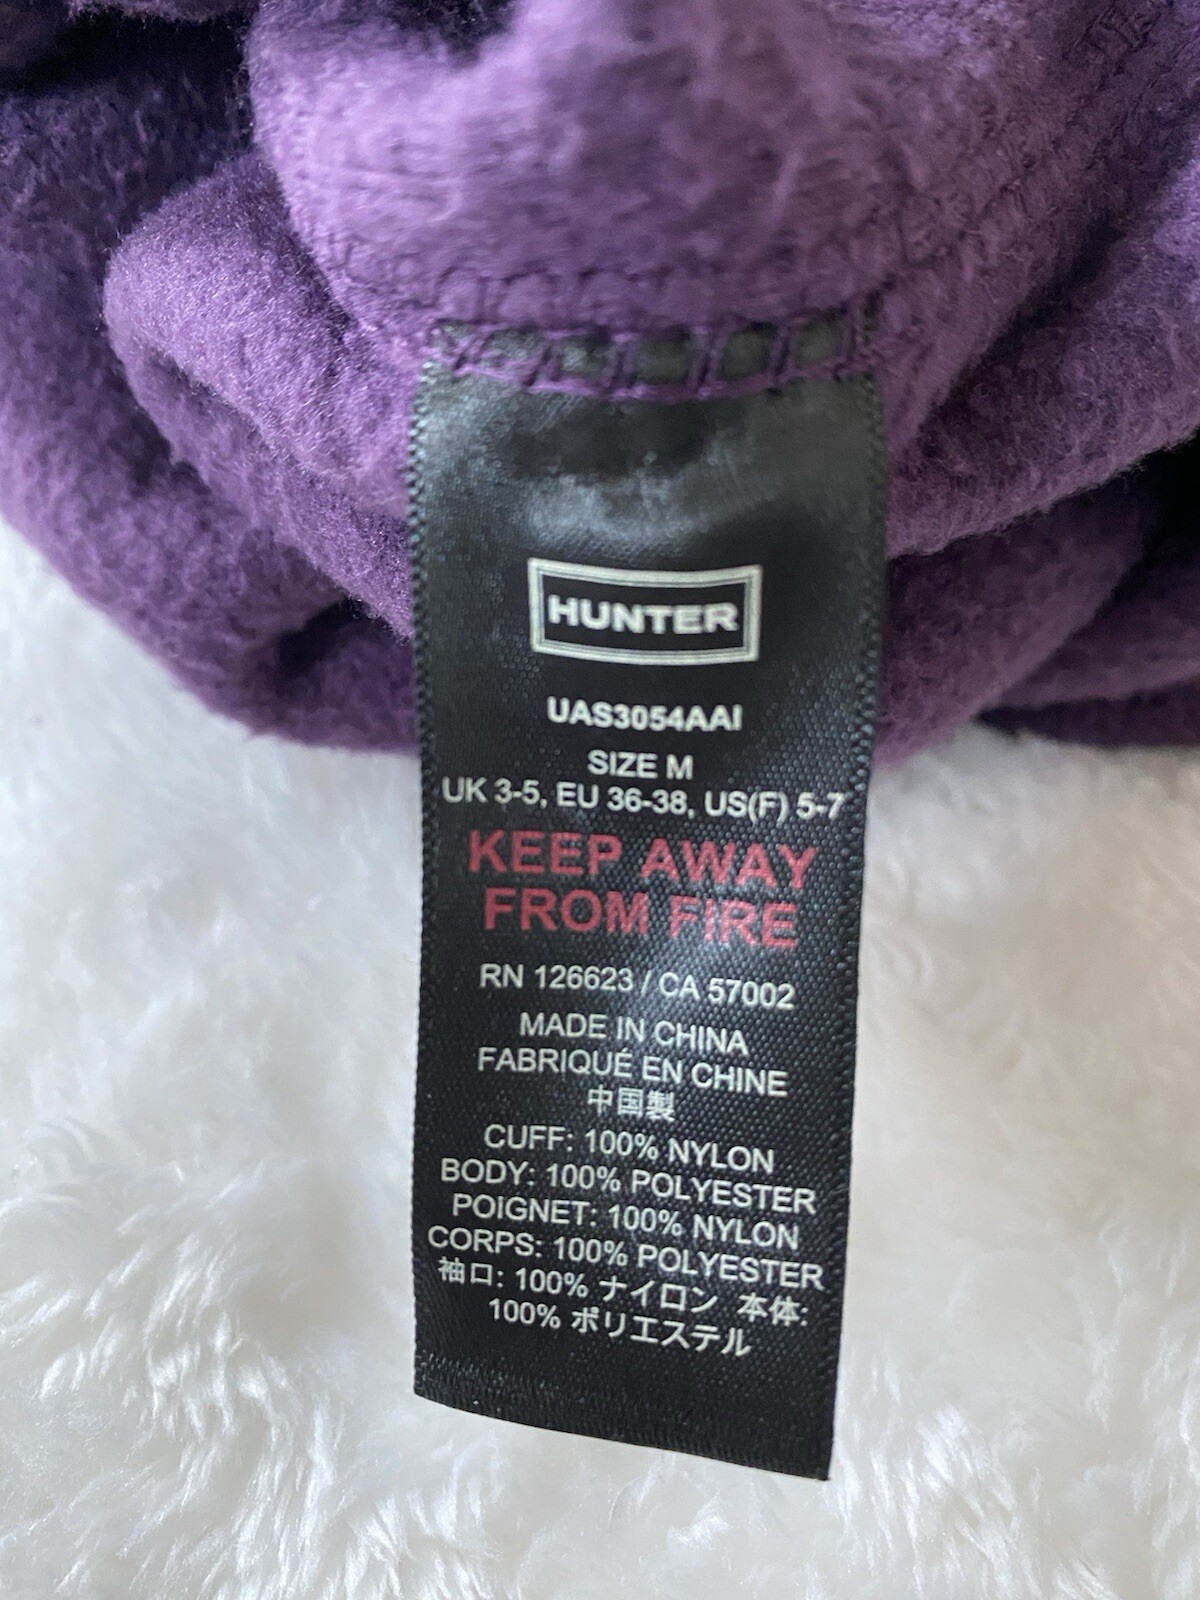 HUNTER
UAS3054AAI
SIZE M
UK 3-5, EU 36-38, US(F) 5-7
KEEP AWAY
FROM FIRE
RN 126623 / CA 57002
MADE IN CHINA
FABRIQUÉ EN CHINE
中国製
CUFF: 100% NYLON
BODY: 100% POLYESTER
POIGNET: 100% NYLON
CORPS: 100% POLYESTER
袖口: 100% ナイロン 本体:
100% ポリエステル